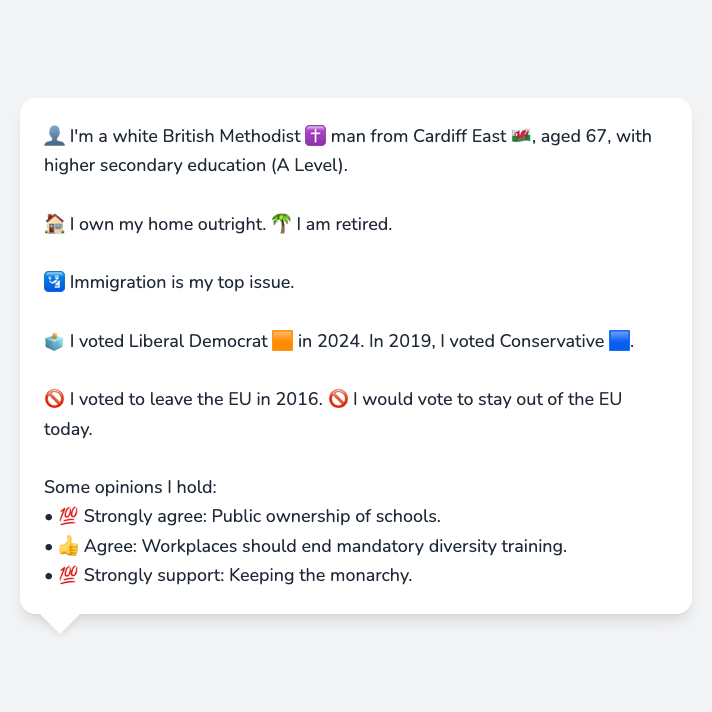 👤 I'm a white British Methodist ✝️ man from Cardiff East 🏴󠁧󠁢󠁷󠁬󠁳󠁿, aged 67, with
higher secondary education (A Level).
🏠 I own my home outright. 🌴 I am retired.
🛂 Immigration is my top issue.
🗳️ I voted Liberal Democrat 🟧 in 2024. In 2019, I voted Conservative 🟦.
🚫 I voted to leave the EU in 2016. 🚫 I would vote to stay out of the EU
today.
Some opinions I hold:
• 💯 Strongly agree: Public ownership of schools.
• 👍 Agree: Workplaces should end mandatory diversity training.
• 💯 Strongly support: Keeping the monarchy.